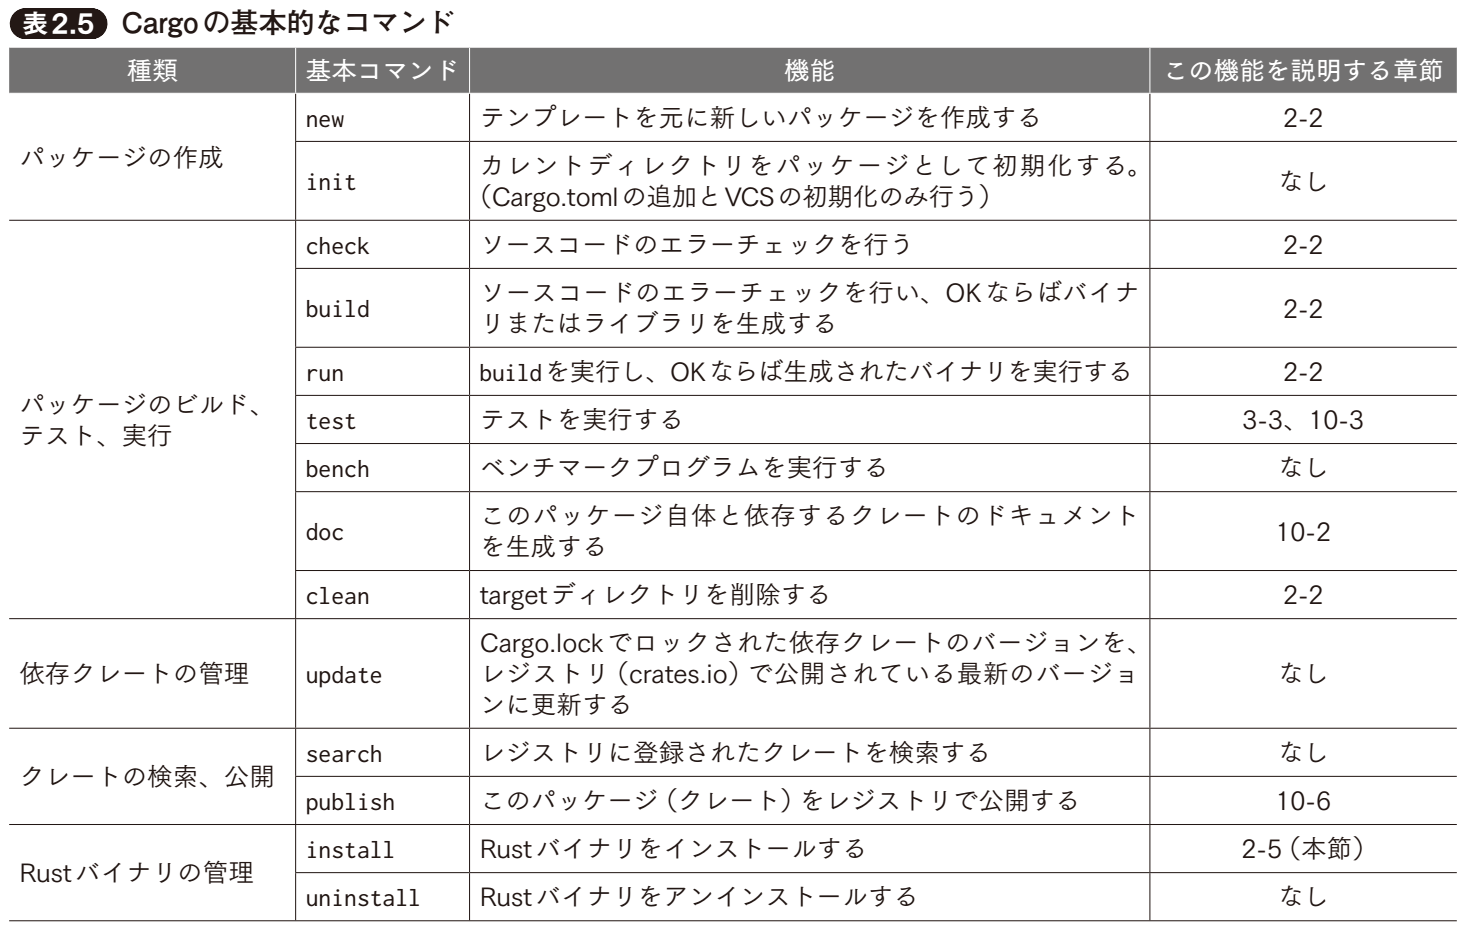 表2.5 Cargoの基本的なコマンド
種類 基本コマンド 機能 この機能を説明する章節
パッケージの作成
new テンプレートを元に新しいパッケージを作成する 2-2
init カレントディレクトリをパッケージとして初期化する。
（Cargo.tomlの追加とVCSの初期化のみ行う） なし
パッケージのビルド、
テスト、実行
check ソースコードのエラーチェックを行う 2-2
build ソースコードのエラーチェックを行い、OKならばバイナ
リまたはライブラリを生成する 2-2
run buildを実行し、OKならば生成されたバイナリを実行する 2-2
test テストを実行する 3-3、10-3
bench ベンチマークプログラムを実行する なし
doc このパッケージ自体と依存するクレートのドキュメント
を生成する 10-2
clean targetディレクトリを削除する 2-2
依存クレートの管理
update Cargo.lockでロックされた依存クレートのバージョンを、
レジストリ（crates.io）で公開されている最新のバージョ
ンに更新する なし
クレートの検索、公開
search レジストリに登録されたクレートを検索する なし
publish このパッケージ（クレート）をレジストリで公開する 10-6
Rustバイナリの管理
install Rustバイナリをインストールする 2-5（本節）
uninstall Rustバイナリをアンインストールする なし